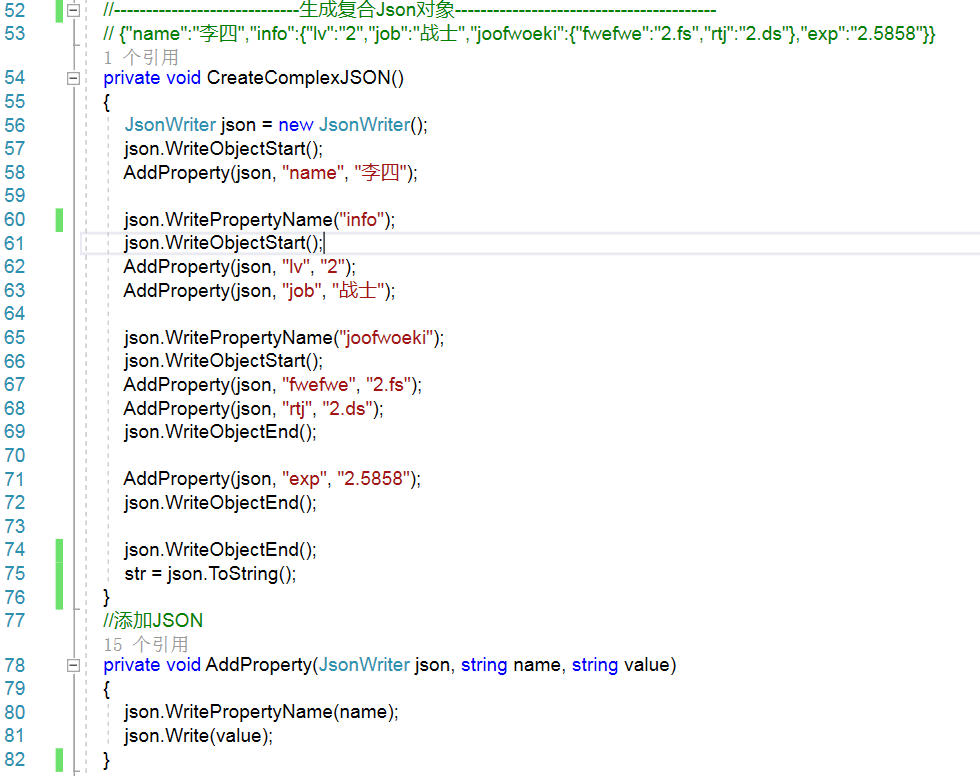 52 //-----------------------------生成复合Json对象-----------------------------------------
53 // {"name":"李四","info":{"lv":"2","job":"战士","joofwoeki":{"fwefwe":"2.fs","rtj":"2.ds"},"exp":"2.5858"}}
1 个引用
54 private void CreateComplexJSON()
55 {
56 JsonWriter json = new JsonWriter();
57 json.WriteObjectStart();
58 AddProperty(json, "name", "李四");
59
60 json.WritePropertyName("info");
61 json.WriteObjectStart();
62 AddProperty(json, "lv", "2");
63 AddProperty(json, "job", "战士");
64
65 json.WritePropertyName("joofwoeki");
66 json.WriteObjectStart();
67 AddProperty(json, "fwefwe", "2.fs");
68 AddProperty(json, "rtj", "2.ds");
69 json.WriteObjectEnd();
70
71 AddProperty(json, "exp", "2.5858");
72 json.WriteObjectEnd();
73
74 json.WriteObjectEnd();
75 str = json.ToString();
76 }
77 //添加JSON
15 个引用
78 private void AddProperty(JsonWriter json, string name, string value)
79 {
80 json.WritePropertyName(name);
81 json.Write(value);
82 }